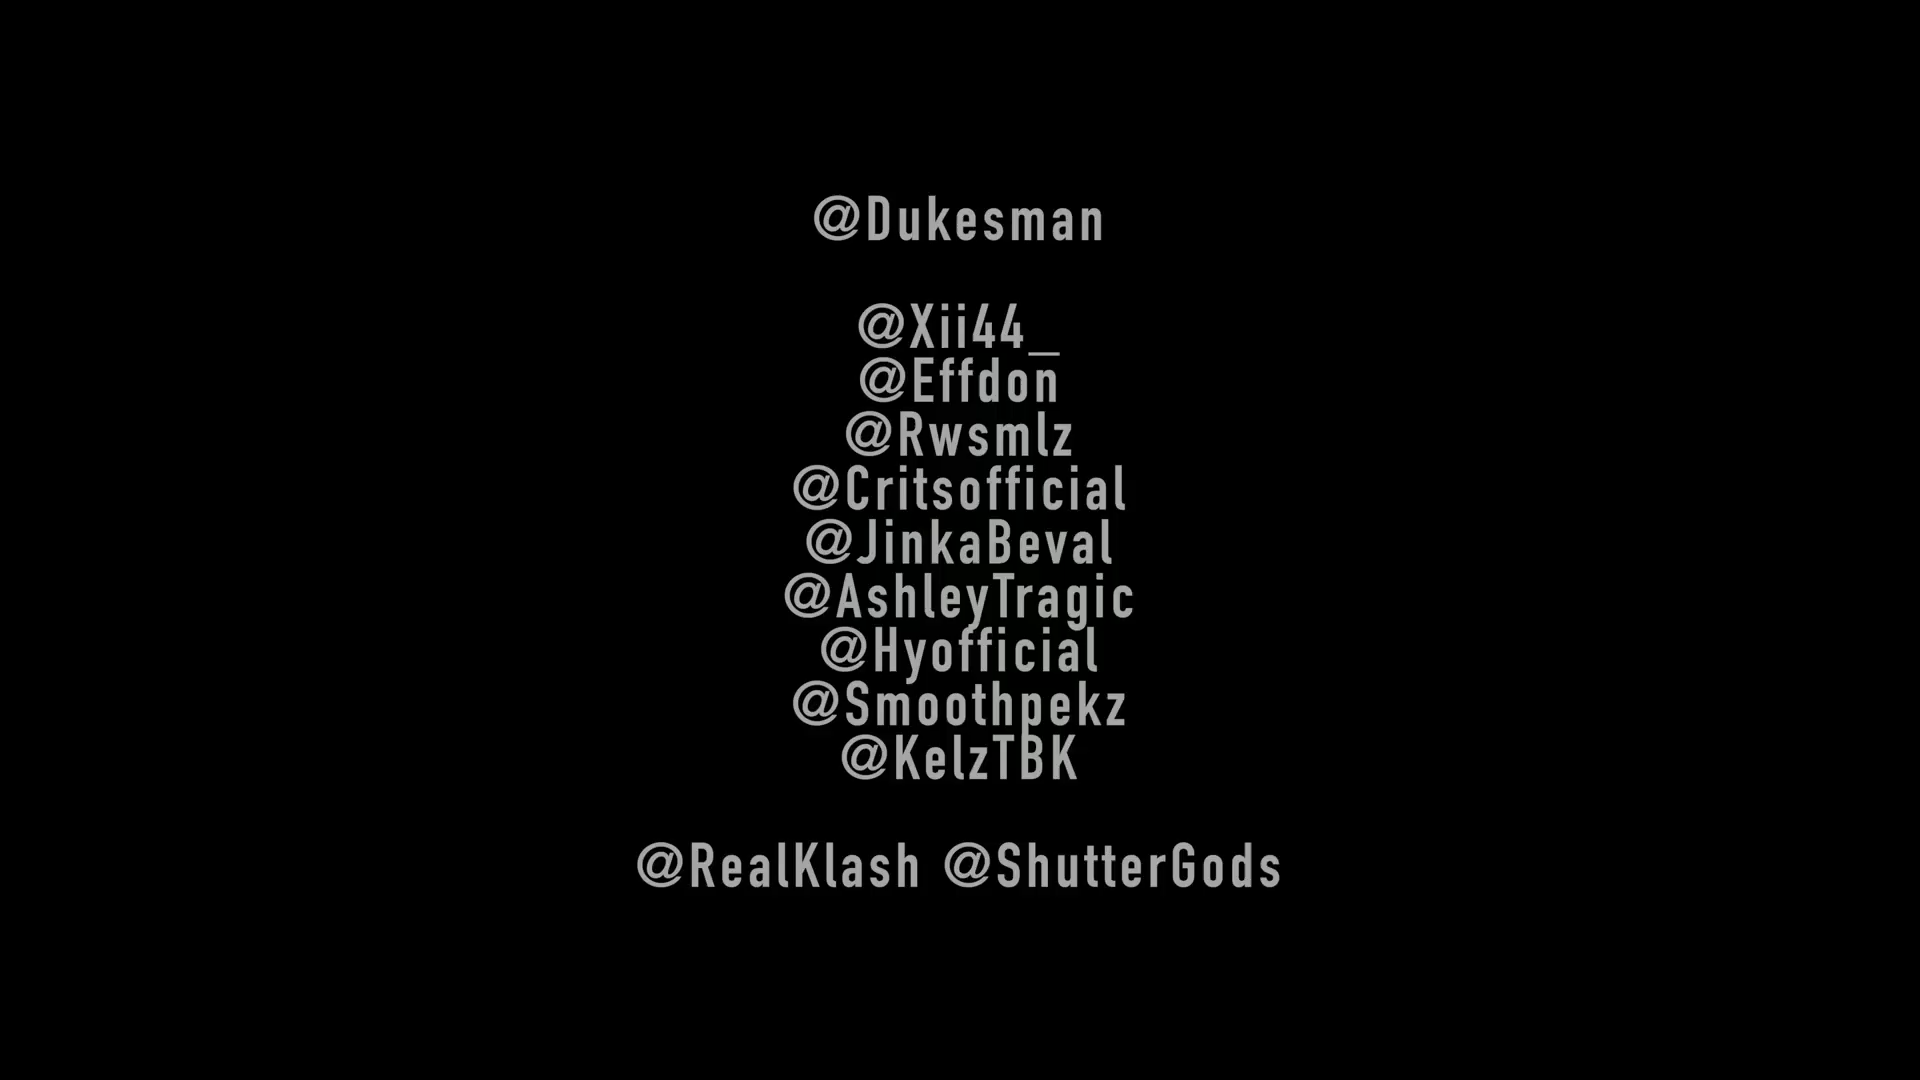 @Dukesman
@Xii44_
@Effdon
@Rwsmlz
@Critsofficial
@JinkaBeval
@AshleyTragic
@Hyofficial
@Smoothpekz
@KelzTBK
@RealKlash @ShutterGods